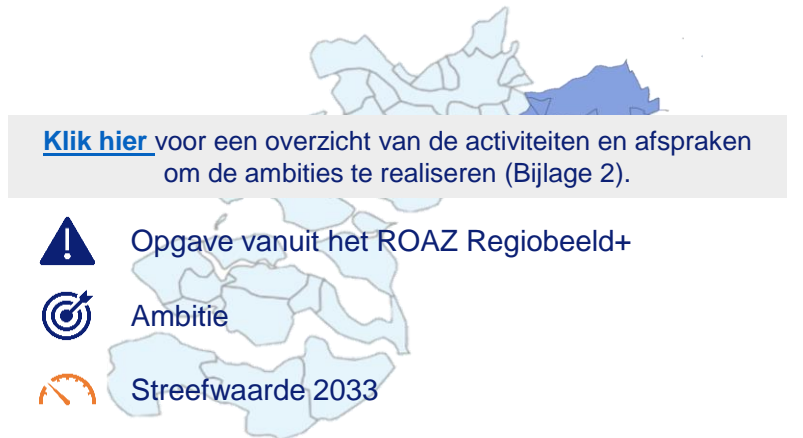 Klik hier voor een overzicht van de activiteiten en afspraken
om de ambities te realiseren (Bijlage 2).
Opgave vanuit het ROAZ Regiobeeld+
Ambitie
Streefwaarde 2033